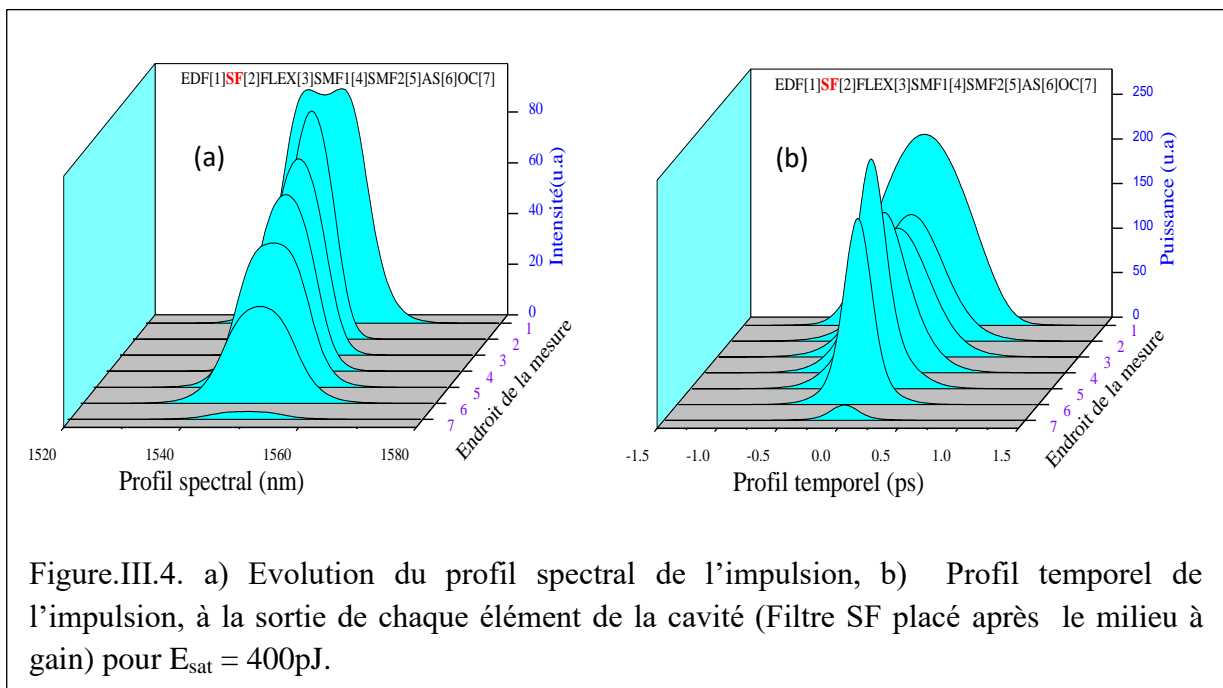 EDF[1]SF[2]FLEX[3]SMF1[4]SMF2[5]AS[6]OC[7]
(a)
80
60
40
20
0
Intensité(u.a)
1
2
3
4
5
6
7
Endroit de la mesure
1520
1540
1560
1580
Profil spectral (nm)
EDF[1]SF[2]FLEX[3]SMF1[4]SMF2[5]AS[6]OC[7]
(b)
250
200
150
100
50
0
Puissance (u.a)
1
2
3
4
5
6
7
Endroit de la mesure
-1.5
-1.0
-0.5
0.0
0.5
1.0
1.5
Profil temporel (ps)
Figure.III.4. a) Evolution du profil spectral de l’impulsion, b) Profil temporel de
l’impulsion, à la sortie de chaque élément de la cavité (Filtre SF placé après le milieu à
gain) pour Esat = 400pJ.